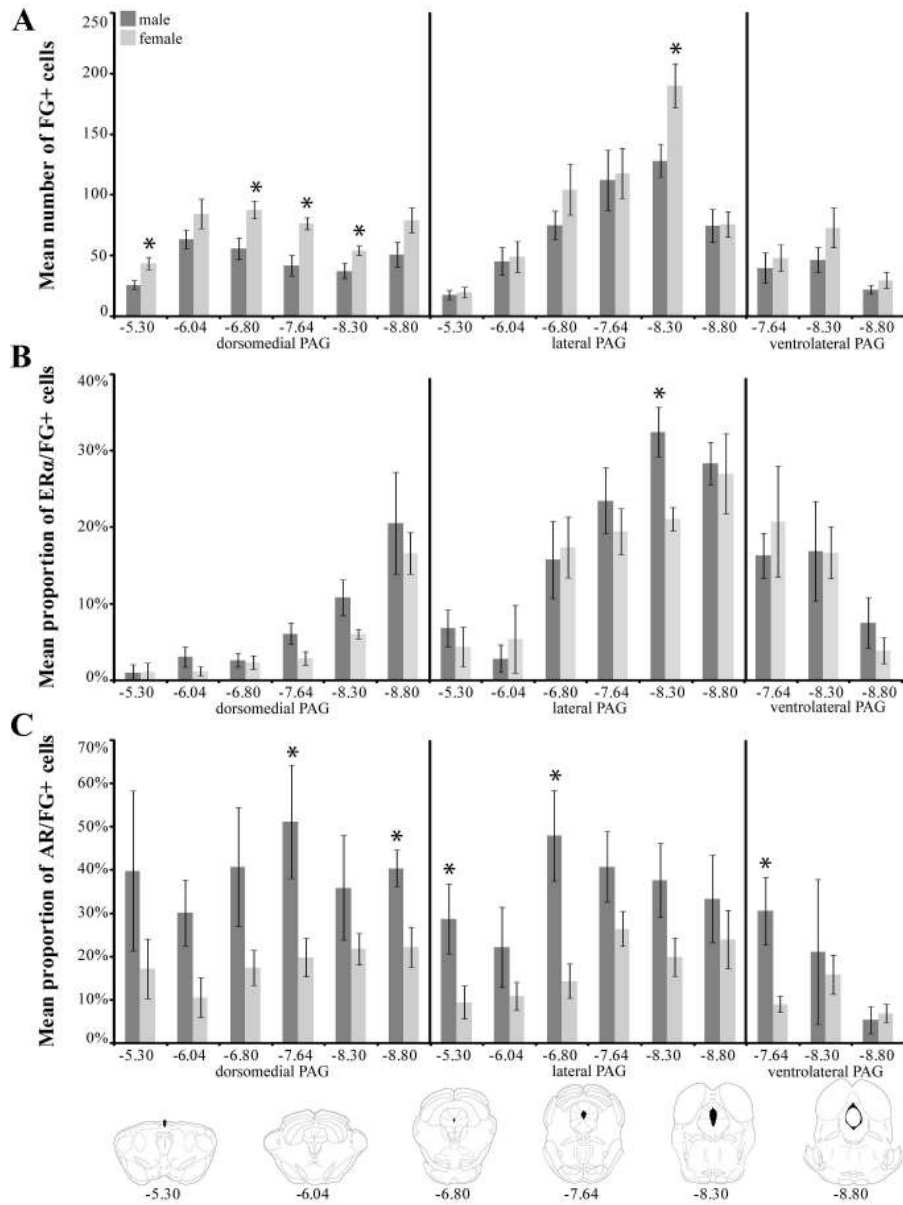 A
Mean number of FG+ cells
male
female
250
200
150
100
50
0
* * * * *
-5.30 -6.04 -6.80 -7.64 -8.30 -8.80 -5.30 -6.04 -6.80 -7.64 -8.30 -8.80 -7.64 -8.30 -8.80
dorsomedial PAG lateral PAG ventrolateral PAG
B
Mean proportion of ERα/FG+ cells
40%
30%
20%
10%
0%
*
-5.30 -6.04 -6.80 -7.64 -8.30 -8.80 -5.30 -6.04 -6.80 -7.64 -8.30 -8.80 -7.64 -8.30 -8.80
dorsomedial PAG lateral PAG ventrolateral PAG
C
Mean proportion of AR/FG+ cells
70%
60%
50%
40%
30%
20%
10%
0%
* * * * *
-5.30 -6.04 -6.80 -7.64 -8.30 -8.80 -5.30 -6.04 -6.80 -7.64 -8.30 -8.80 -7.64 -8.30 -8.80
dorsomedial PAG lateral PAG ventrolateral PAG
-5.30 -6.04 -6.80 -7.64 -8.30 -8.80